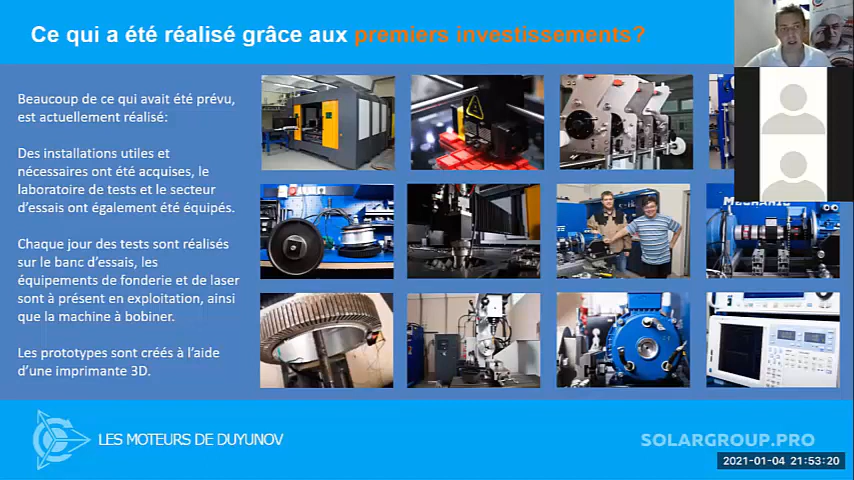 Ce qui a été réalisé grâce aux premiers investissements?
Beaucoup de ce qui avait été prévu,
est actuellement réalisé:
Des installations utiles et
nécessaires ont été acquises, le
laboratoire de tests et le secteur
d'essais ont également été équipés.
Chaque jour des tests sont réalisés
sur le banc d'essais, les
équipements de fonderie et de laser
sont à présent en exploitation, ainsi
que la machine à bobiner.
Les prototypes sont créés à l'aide
d'une imprimante 3D.
MECHANIC
LES MOTEURS DE DUYUNOV
SOLARGROUP.PRO
2021-01-04 21:53:20